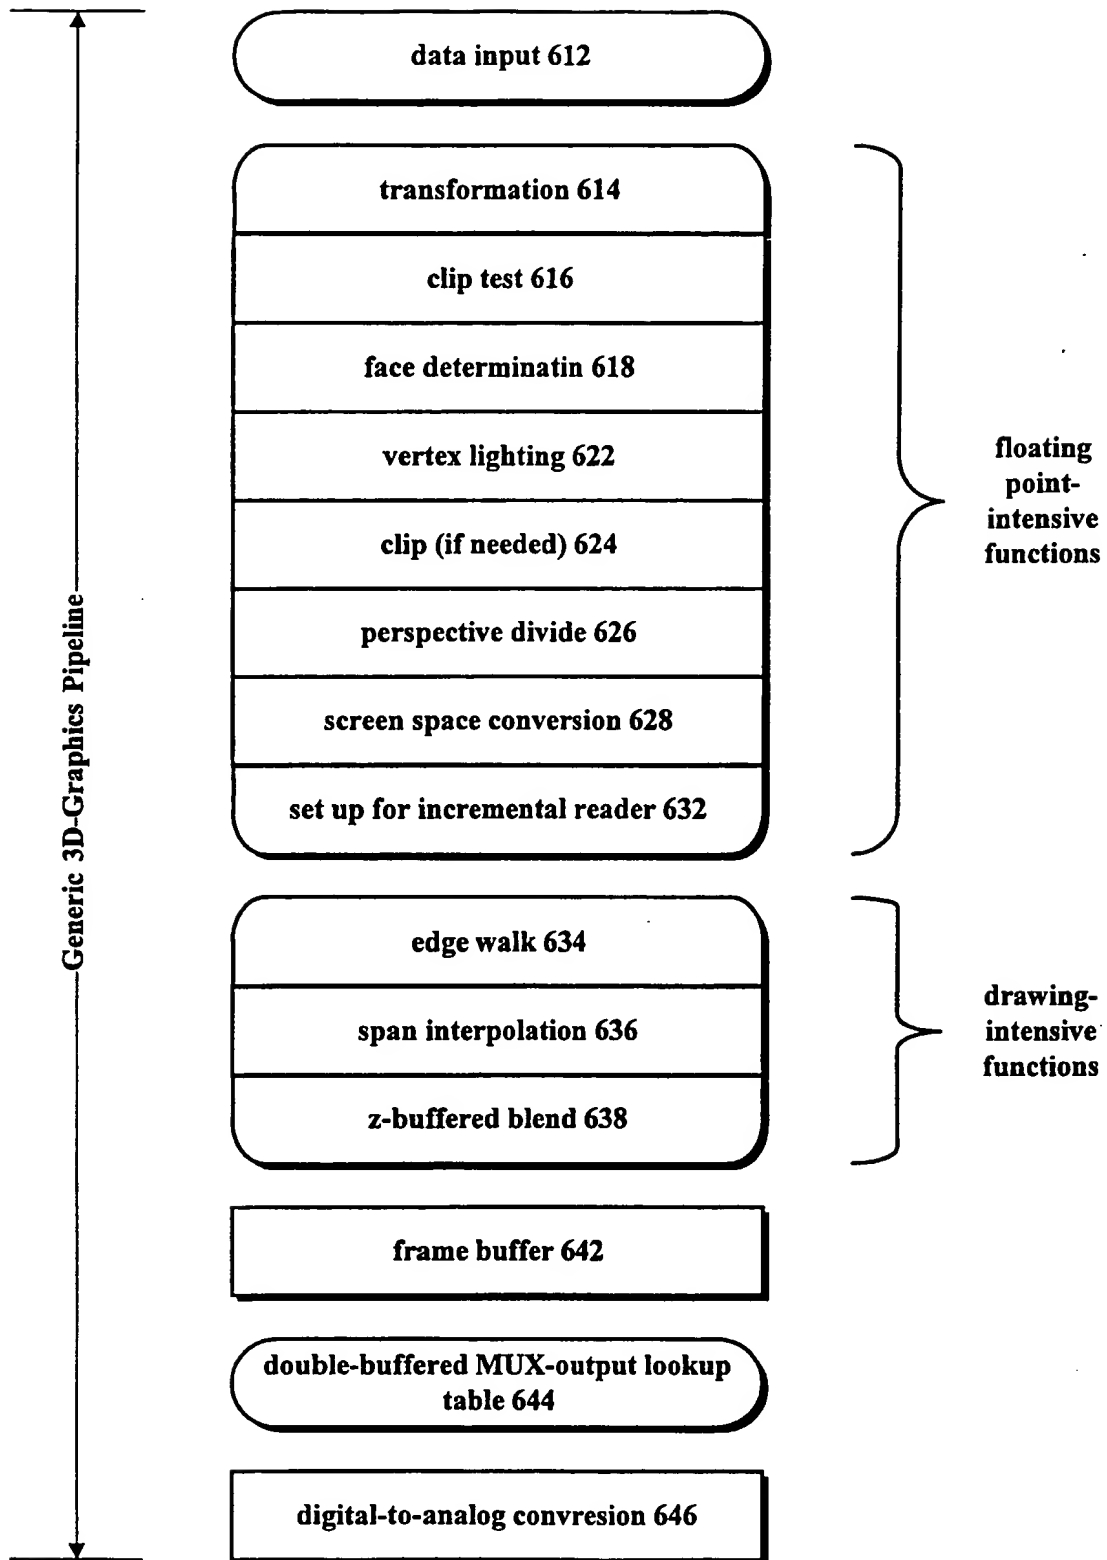 data input 612
transformation 614
clip test 616
face determinatin 618
vertex lighting 622
clip (if needed) 624
perspective divide 626
screen space conversion 628
set up for incremental reader 632
floating
point-
intensive
functions
edge walk 634
span interpolation 636
z-buffered blend 638
drawing-
intensive
functions
frame buffer 642
double-buffered MUX-output lookup
table 644
digital-to-analog convresion 646
Generic 3D-Graphics Pipeline